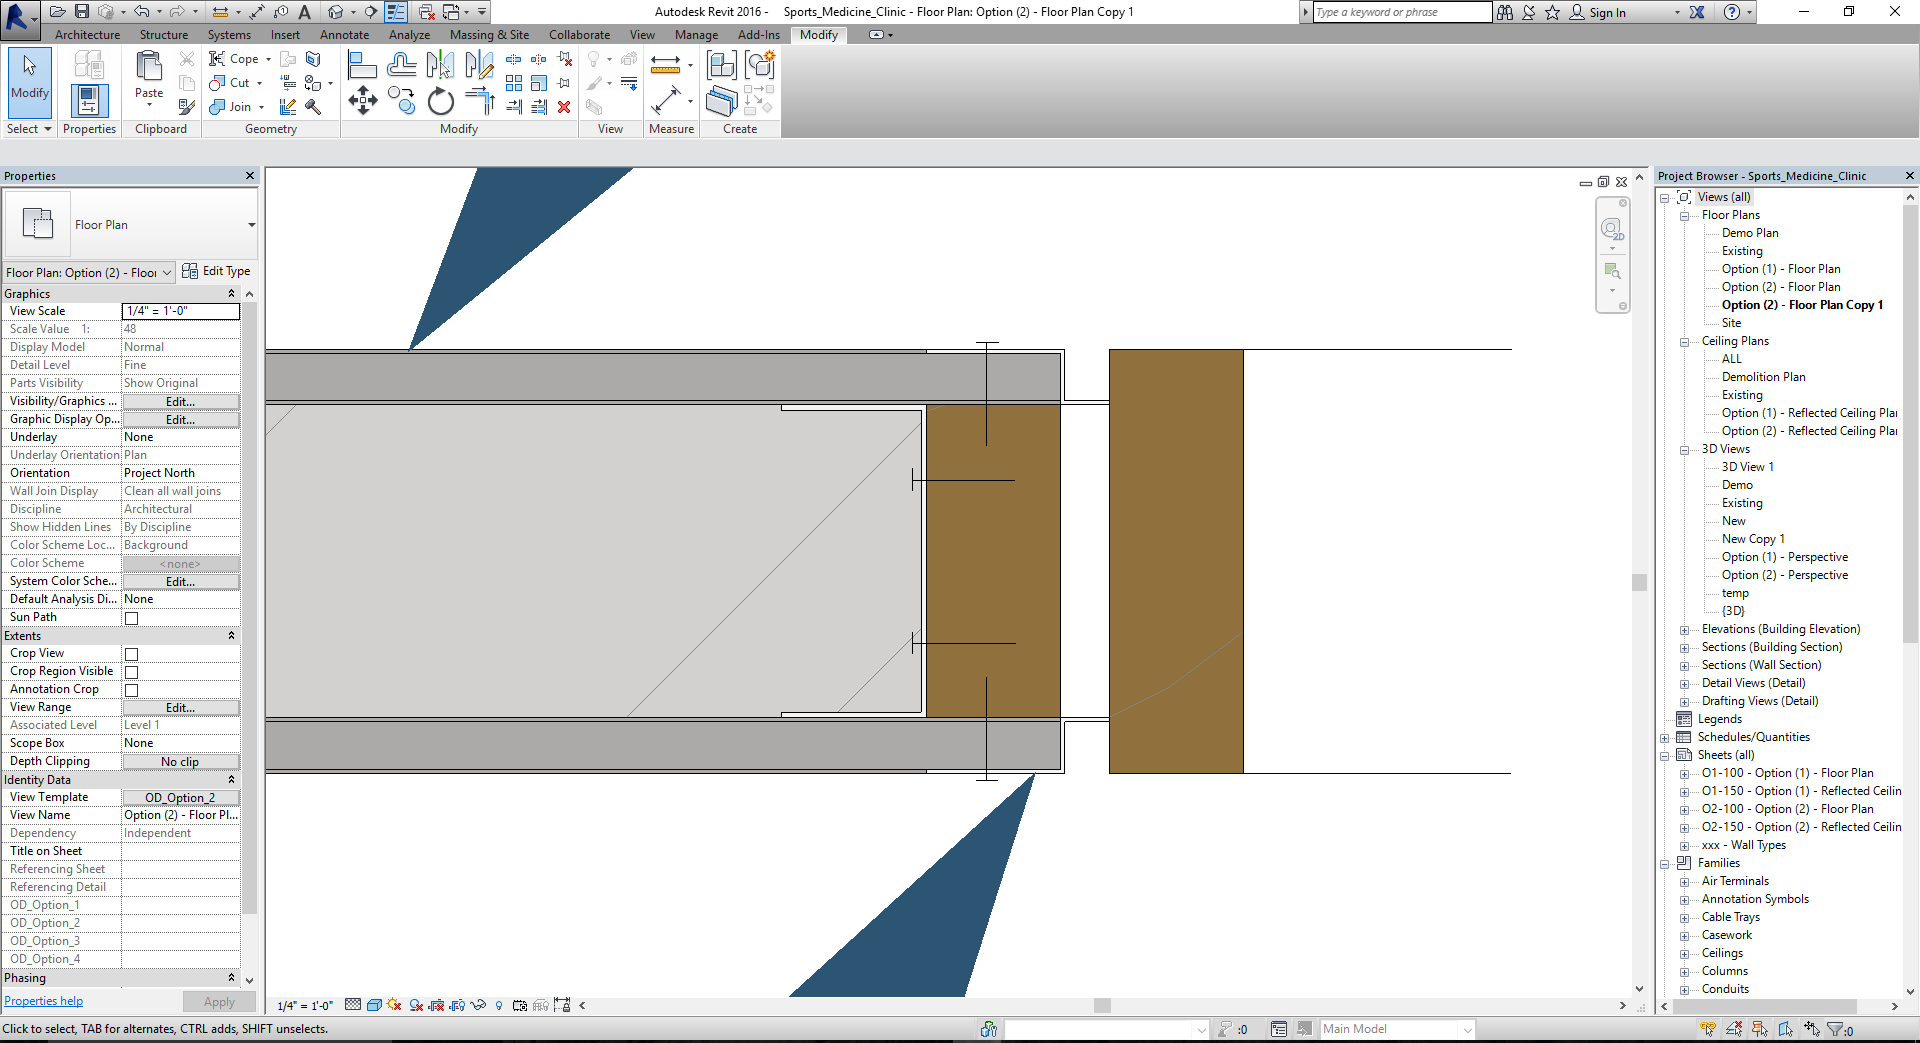 Autodesk Revit 2016 - Sports_Medicine_Clinic - Floor Plan: Option (2) - Floor Plan Copy 1
Type a keyword or phrase
Sign In
Architecture Structure Systems Insert Annotate Analyze Massing & Site Collaborate View Manage Add-Ins Modify
Modify
Paste
Cope
Cut
Join
Select Properties Clipboard Geometry Modify View Measure Create
Properties
Floor Plan
Floor Plan: Option (2) - Floor
Edit Type
Graphics
View Scale 1/4" = 1'-0"
Scale Value 1: 48
Display Model Normal
Detail Level Fine
Parts Visibility Show Original
Visibility/Graphics ... Edit...
Graphic Display Op... Edit...
Underlay None
Underlay Orientation Plan
Orientation Project North
Wall Join Display Clean all wall joins
Discipline Architectural
Show Hidden Lines By Discipline
Color Scheme Loc... Background
Color Scheme <none>
System Color Sche... Edit...
Default Analysis Di... None
Sun Path
Extents
Crop View
Crop Region Visible
Annotation Crop
View Range Edit...
Associated Level Level 1
Scope Box None
Depth Clipping No clip
Identity Data
View Template OD_Option_2
View Name Option (2) - Floor Pl...
Dependency Independent
Title on Sheet
Referencing Sheet
Referencing Detail
OD_Option_1
OD_Option_2
OD_Option_3
OD_Option_4
Phasing
Properties help Apply
2D
1/4" = 1'-0"
Project Browser - Sports_Medicine_Clinic
Views (all)
Floor Plans
Demo Plan
Existing
Option (1) - Floor Plan
Option (2) - Floor Plan
Option (2) - Floor Plan Copy 1
Site
Ceiling Plans
ALL
Demolition Plan
Existing
Option (1) - Reflected Ceiling Plan
Option (2) - Reflected Ceiling Plan
3D Views
3D View 1
Demo
Existing
New
New Copy 1
Option (1) - Perspective
Option (2) - Perspective
temp
{3D}
Elevations (Building Elevation)
Sections (Building Section)
Sections (Wall Section)
Detail Views (Detail)
Drafting Views (Detail)
Legends
Schedules/Quantities
Sheets (all)
O1-100 - Option (1) - Floor Plan
O1-150 - Option (1) - Reflected Ceilin
O2-100 - Option (2) - Floor Plan
O2-150 - Option (2) - Reflected Ceilin
xxx - Wall Types
Families
Air Terminals
Annotation Symbols
Cable Trays
Casework
Ceilings
Columns
Conduits
Click to select, TAB for alternates, CTRL adds, SHIFT unselects.
:0
Main Model
:0